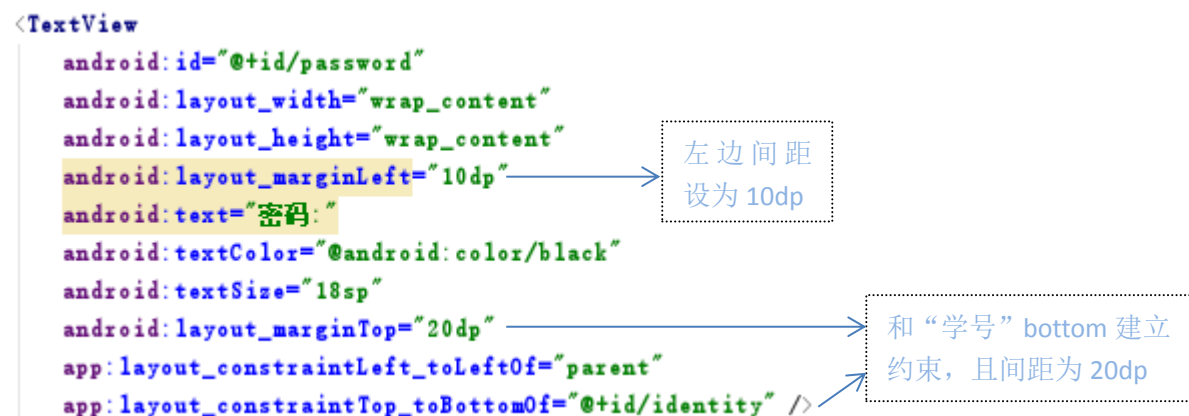 <TextView
android:id="@+id/password"
android:layout_width="wrap_content"
android:layout_height="wrap_content"
android:layout_marginLeft="10dp"
android:text="密码:"
android:textColor="@android:color/black"
android:textSize="18sp"
android:layout_marginTop="20dp"
app:layout_constraintLeft_toLeftOf="parent"
app:layout_constraintTop_toBottomOf="@+id/identity" />
左边间距
设为 10dp
和“学号”bottom 建立
约束，且间距为 20dp